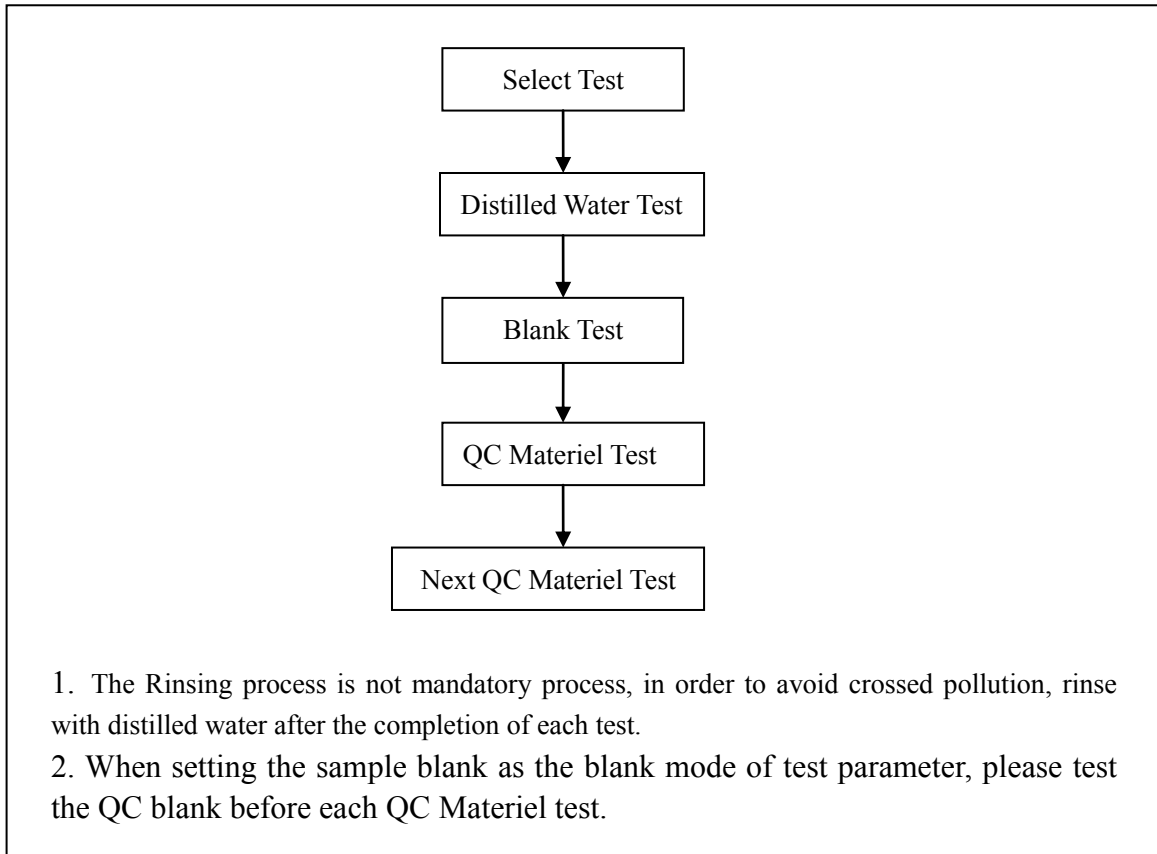 Select Test
Distilled Water Test
Blank Test
QC Materiel Test
Next QC Materiel Test
1. The Rinsing process is not mandatory process, in order to avoid crossed pollution, rinse
with distilled water after the completion of each test.
2. When setting the sample blank as the blank mode of test parameter, please test
the QC blank before each QC Materiel test.